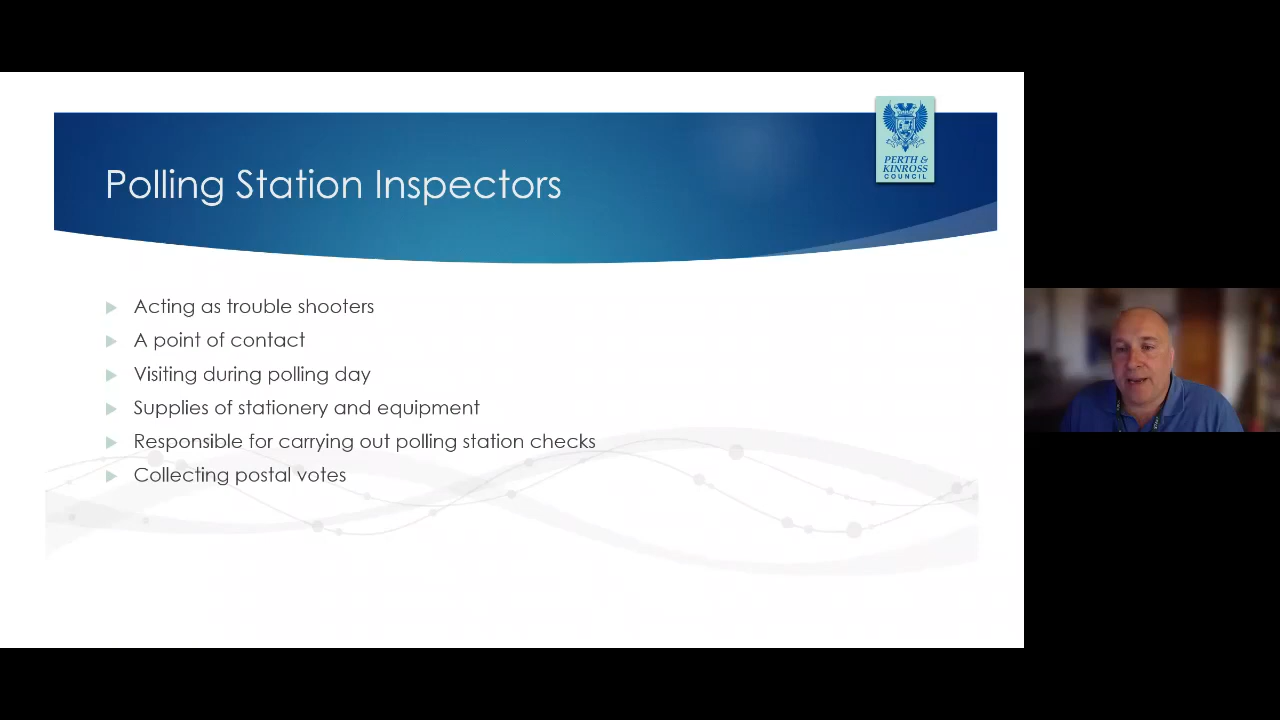 Polling Station Inspectors
PERTH &
KINROSS
COUNCIL
Acting as trouble shooters
A point of contact
Visiting during polling day
Supplies of stationery and equipment
Responsible for carrying out polling station checks
Collecting postal votes